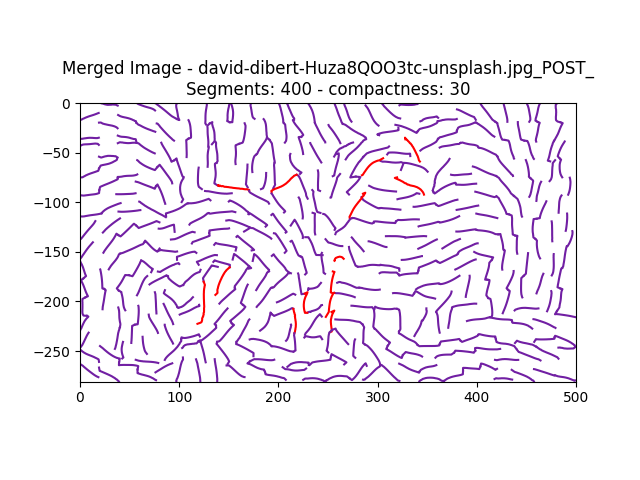 Merged Image - david-dibert-Huza8QOO3tc-unsplash.jpg_POST_
Segments: 400 - compactness: 30
0
−50
−100
−150
−200
−250
0 100 200 300 400 500